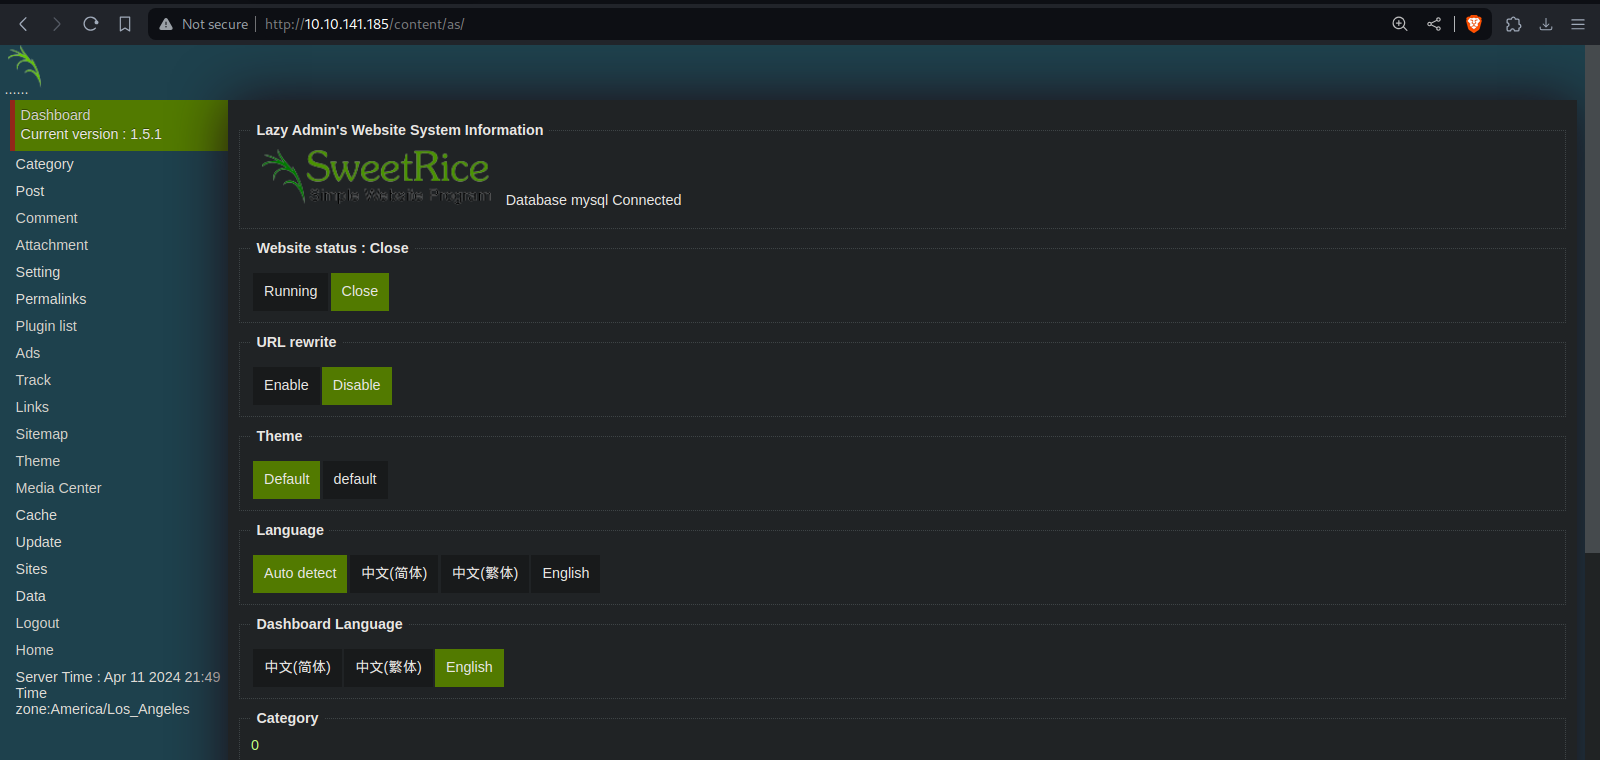 Not secure
http://10.10.141.185/content/as/
......
Dashboard
Current version : 1.5.1
Category
Post
Comment
Attachment
Setting
Permalinks
Plugin list
Ads
Track
Links
Sitemap
Theme
Media Center
Cache
Update
Sites
Data
Logout
Home
Server Time : Apr 11 2024 21:49
Time
zone:America/Los_Angeles
Lazy Admin's Website System Information
SweetRice
Simple Website Program
Database mysql Connected
Website status : Close
Running Close
URL rewrite
Enable Disable
Theme
Default default
Language
Auto detect 中文(简体) 中文(繁体) English
Dashboard Language
中文(简体) 中文(繁体) English
Category
0